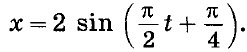 x = 2 sin (π/2 t + π/4).